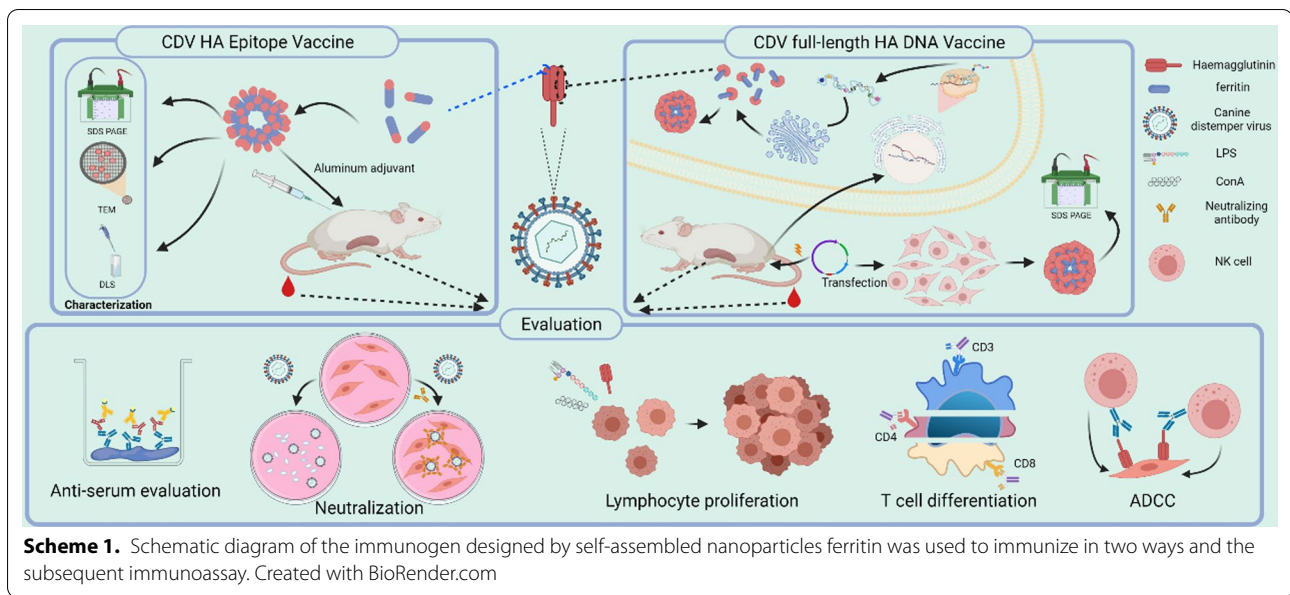 CDV HA Epitope Vaccine
SDS PAGE
TEM
DLS
Characterization
Aluminum adjuvant
CDV full-length HA DNA Vaccine
Transfection
SDS PAGE
Haemagglutinin
ferritin
Canine
distemper virus
LPS
ConA
Neutralizing
antibody
NK cell
Evaluation
Anti-serum evaluation
Neutralization
Lymphocyte proliferation
CD3
CD4
CD8
T cell differentiation
ADCC
Scheme 1. Schematic diagram of the immunogen designed by self-assembled nanoparticles ferritin was used to immunize in two ways and the
subsequent immunoassay. Created with BioRender.com